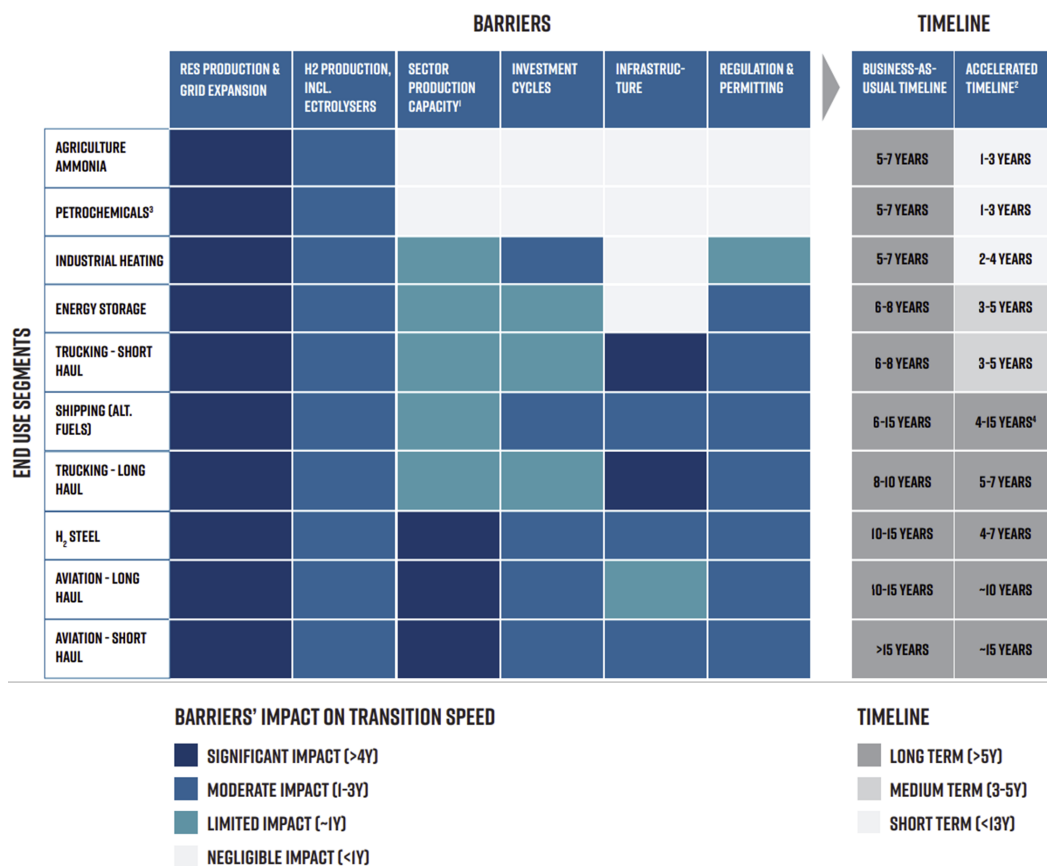 BARRIERS
TIMELINE
RES PRODUCTION &
GRID EXPANSION
H2 PRODUCTION,
INCL.
ECTROLYSERS
SECTOR
PRODUCTION
CAPACITY¹
INVESTMENT
CYCLES
INFRASTRUC-
TURE
REGULATION &
PERMITTING
BUSINESS-AS-
USUAL TIMELINE
ACCELERATED
TIMELINE²
END USE SEGMENTS
AGRICULTURE
AMMONIA
5-7 YEARS
1-3 YEARS
PETROCHEMICALS³
5-7 YEARS
1-3 YEARS
INDUSTRIAL HEATING
5-7 YEARS
2-4 YEARS
ENERGY STORAGE
6-8 YEARS
3-5 YEARS
TRUCKING - SHORT
HAUL
6-8 YEARS
3-5 YEARS
SHIPPING (ALT.
FUELS)
6-15 YEARS
4-15 YEARS⁴
TRUCKING - LONG
HAUL
8-10 YEARS
5-7 YEARS
H₂ STEEL
10-15 YEARS
4-7 YEARS
AVIATION - LONG
HAUL
10-15 YEARS
~10 YEARS
AVIATION - SHORT
HAUL
>15 YEARS
~15 YEARS
BARRIERS' IMPACT ON TRANSITION SPEED
SIGNIFICANT IMPACT (>4Y)
MODERATE IMPACT (1-3Y)
LIMITED IMPACT (~1Y)
NEGLIGIBLE IMPACT (<1Y)
TIMELINE
LONG TERM (>5Y)
MEDIUM TERM (3-5Y)
SHORT TERM (<13Y)